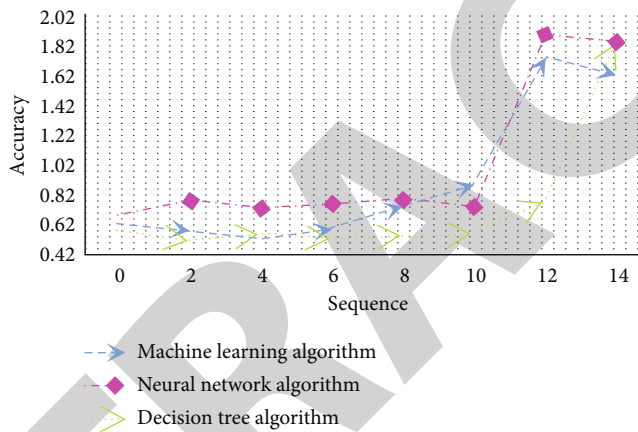 2.02
1.82
1.62
1.42
1.22
1.02
0.82
0.62
0.42
Accuracy
0 2 4 6 8 10 12 14
Sequence
Machine learning algorithm
Neural network algorithm
Decision tree algorithm